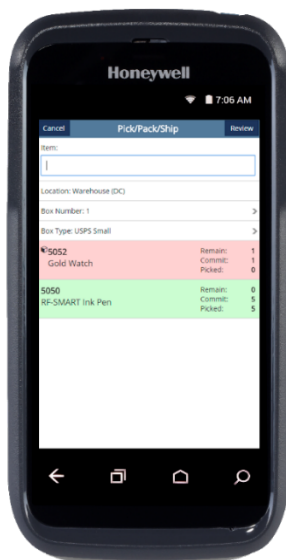 Honeywell
7:06 AM
Cancel Pick/Pack/Ship Review
Item:
Location: Warehouse (DC)
Box Number: 1
Box Type: USPS Small
5052 Remain: 1
Gold Watch Commit: 1
Picked: 0
5050 Remain: 0
RF-SMART Ink Pen Commit: 5
Picked: 5